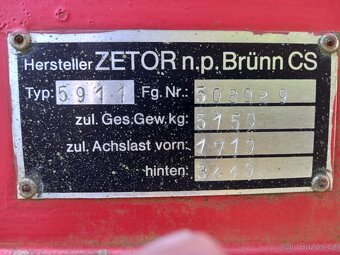 Hersteller ZETOR n.p. Brünn CS
Typ: 5911 Fg. Nr.: 508089
zul. Ges. Gew. kg: 5150
zul. Achslast vorn: 1910
hinten: 3440